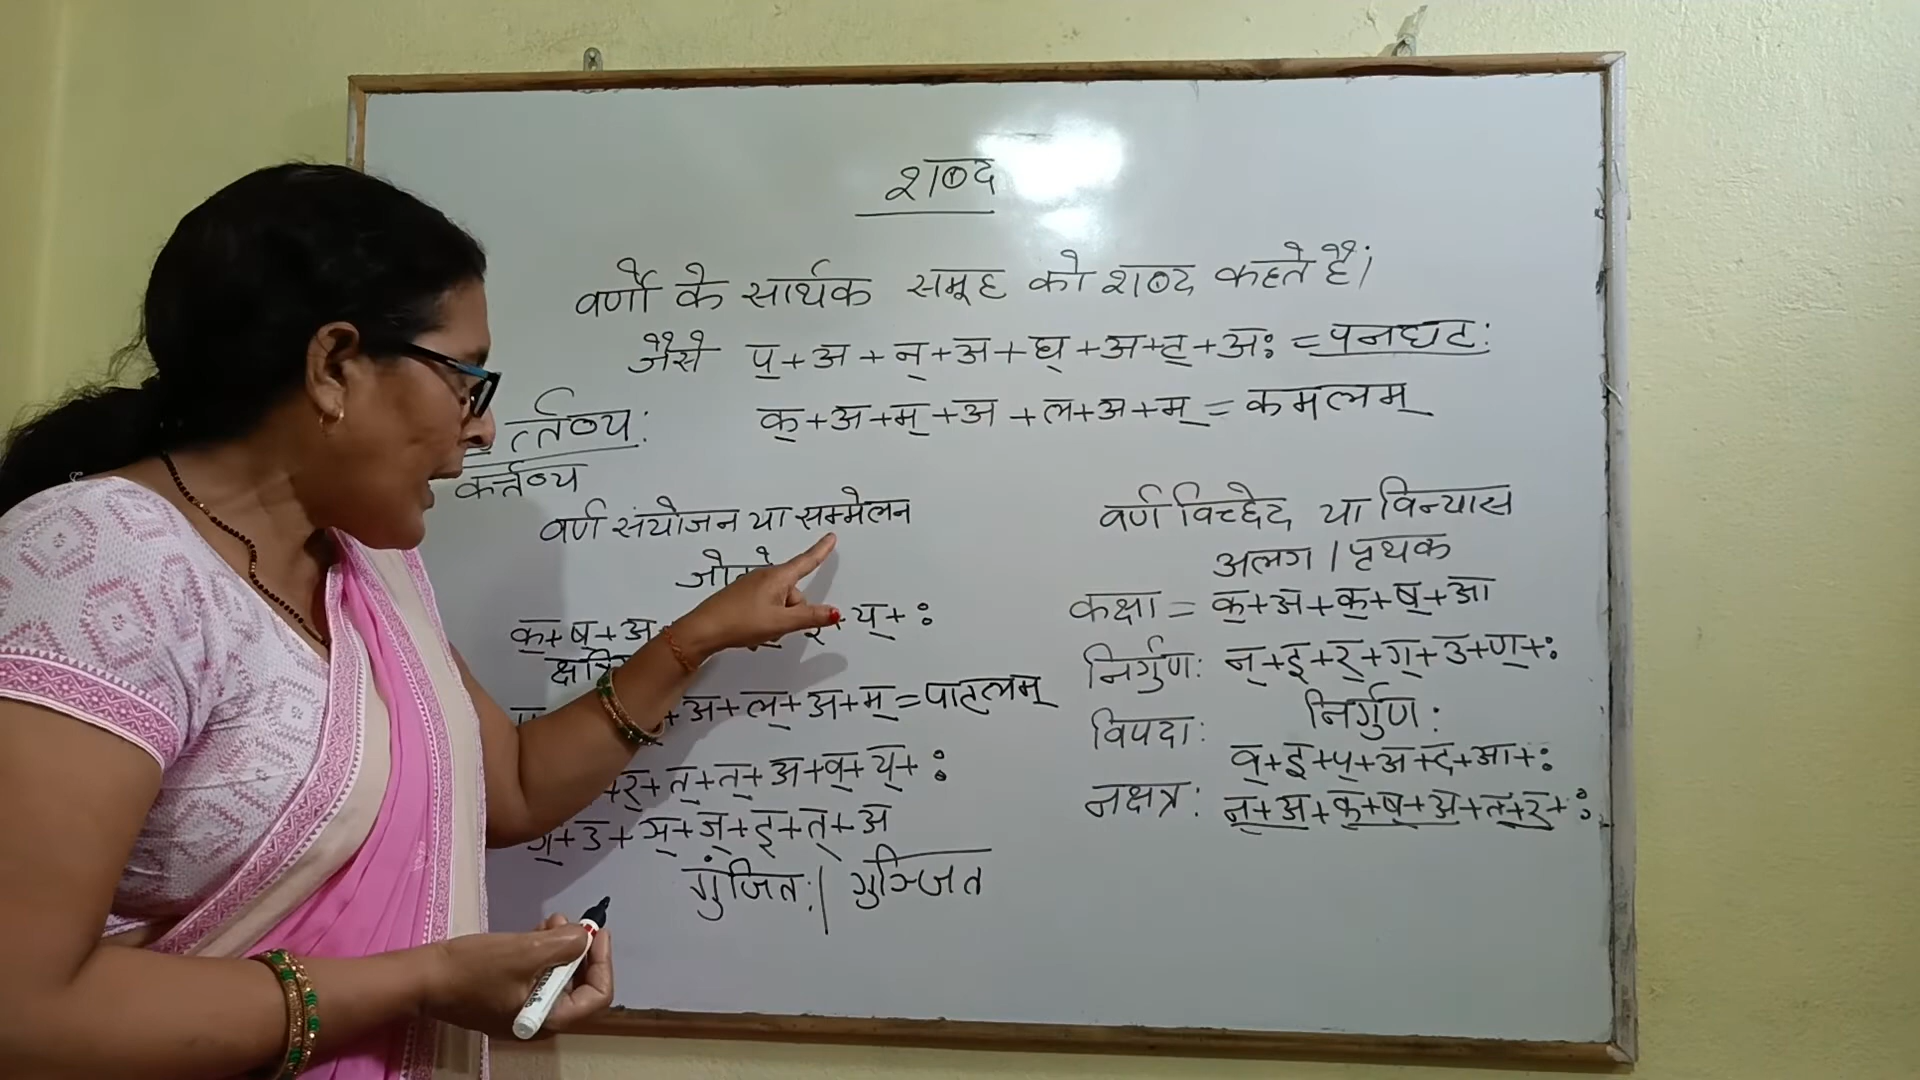 शब्द
वर्णों के सार्थक समूह को शब्द कहते हैं।
जैसे प्+अ+न्+अ+घ्+अ+ट्+अः = पनघटः
क्+अ+म्+अ+ल+अ+म् = कमलम्
र्तव्यः
कर्त्तव्य
वर्ण संयोजन या सम्मेलन
क्+ष्+अ य्+ः
+अ+ल्+अ+म् = पाटलम्
+र्+त्+त्+अ+व्+य्+ः
ग्+उ+ञ्+ज्+इ+त्+अ
गुंजितः| गुञ्जित
वर्ण विच्छेद या विन्यास
अलग / पृथक
कक्षा = क्+अ+क्+ष्+आ
निर्गुणः न्+इ+र्+ग्+उ+ण्+ः
निर्गुणः
विपदाः व्+इ+प्+अ+द+आ+ः
नक्षत्रः न्+अ+क्+ष्+अ+त+र्+ः